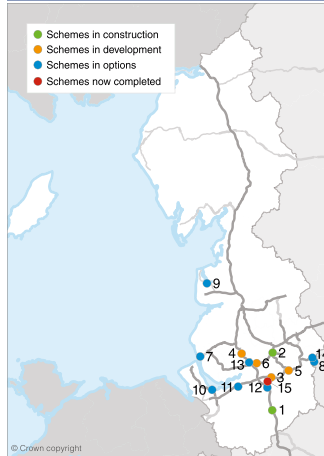 Schemes in construction
Schemes in development
Schemes in options
Schemes now completed
9
7
4
2
13
6
8
5
3
10
11
12
15
1
© Crown copyright